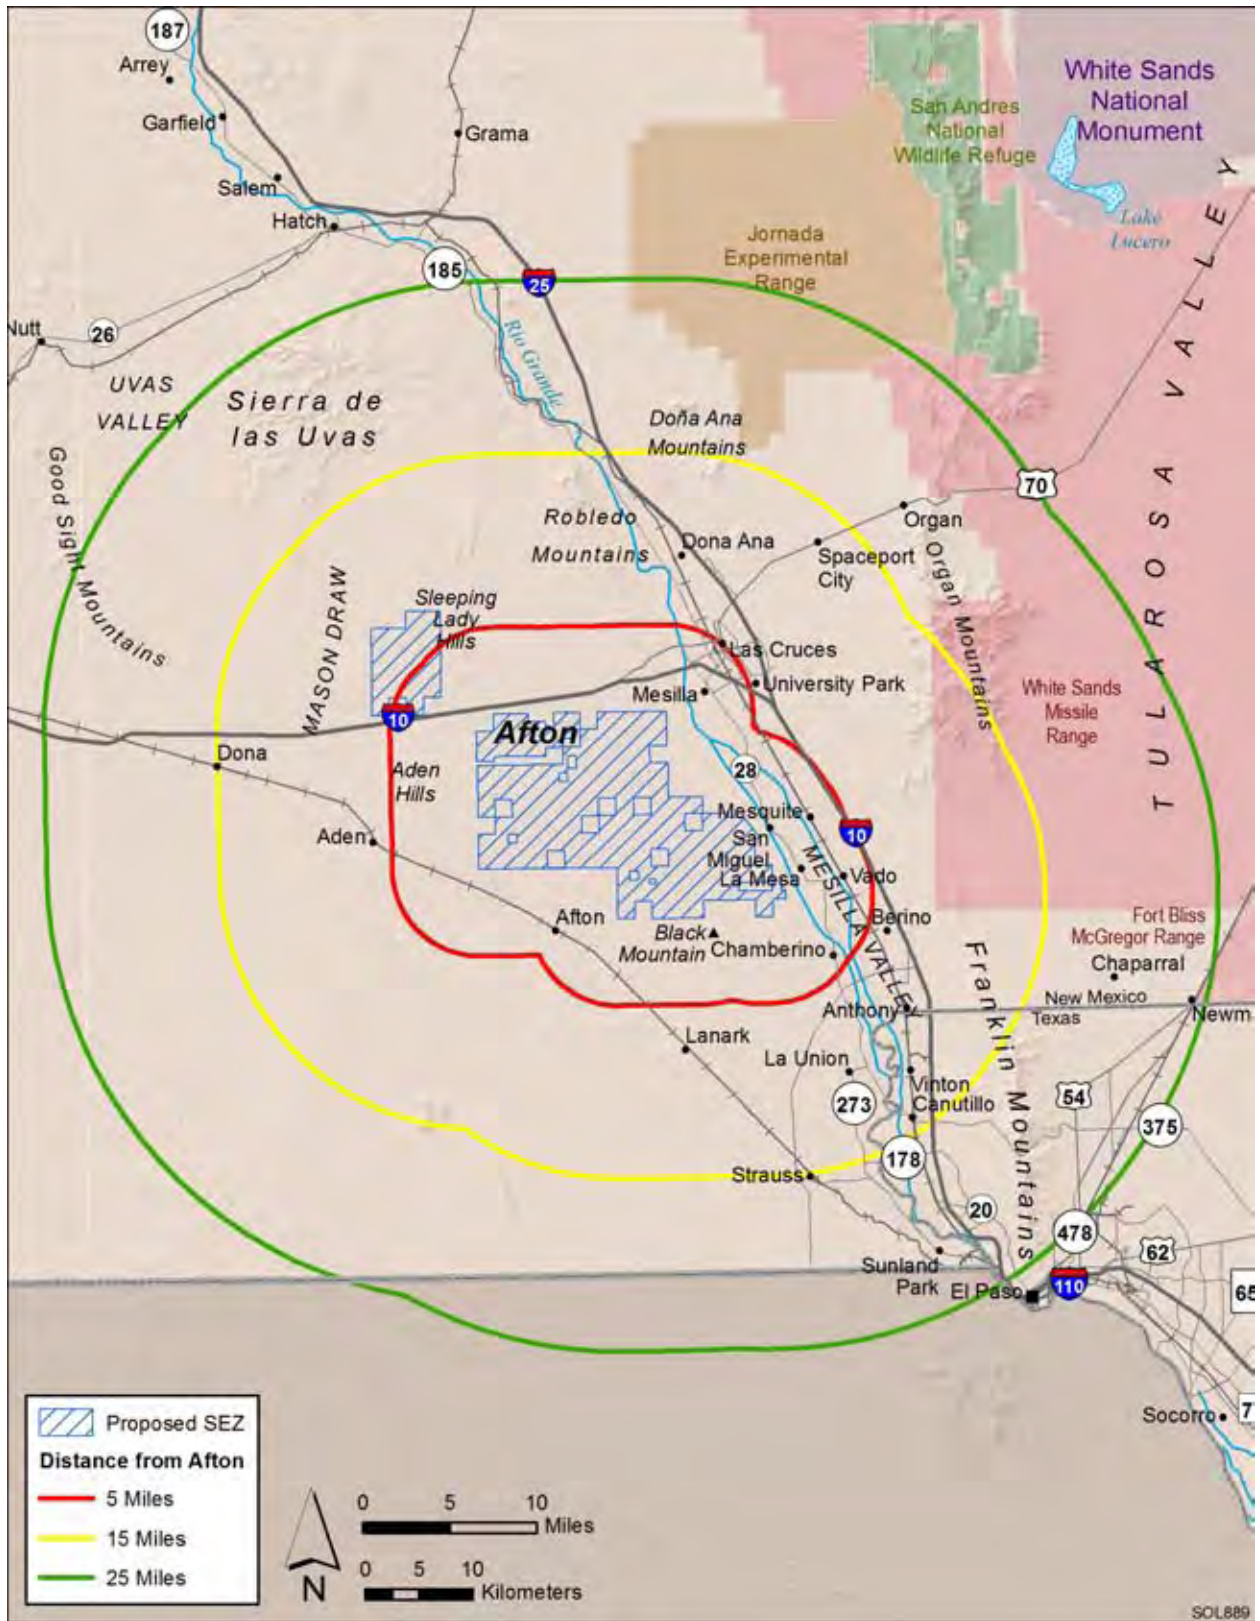 187
Arrey
Garfield
Grama
Salem
Hatch
185
25
White Sands
National
Monument
San Andres
National
Wildlife Refuge
Lake
Lucero
Jornada
Experimental
Range
Nutt
26
UVAS
VALLEY
Sierra de
las Uvas
Rio Grande
Doña Ana
Mountains
70
Good Sight Mountains
Robledo
Mountains
Dona Ana
Organ
Spaceport
City
Organ Mountains
TULAROSA VALLEY
MASON DRAW
Sleeping
Lady
Hills
Las Cruces
University Park
Mesilla
White Sands
Missile
Range
10
Afton
Dona
Aden
Hills
28
Aden
Mesquite
San
Miguel
La Mesa
10
Vado
MESILLA VALLEY
Afton
Black
Mountain
Chamberino
Berino
Fort Bliss
McGregor Range
Chaparral
New Mexico
Texas
Newm
Anthony
Franklin Mountains
Lanark
La Union
Vinton
Canutillo
273
54
375
178
Strauss
20
478
62
Sunland
Park
El Paso
110
65
Socorro
77
Proposed SEZ
Distance from Afton
5 Miles
15 Miles
25 Miles
N
0 5 10
Miles
0 5 10
Kilometers
SOL889